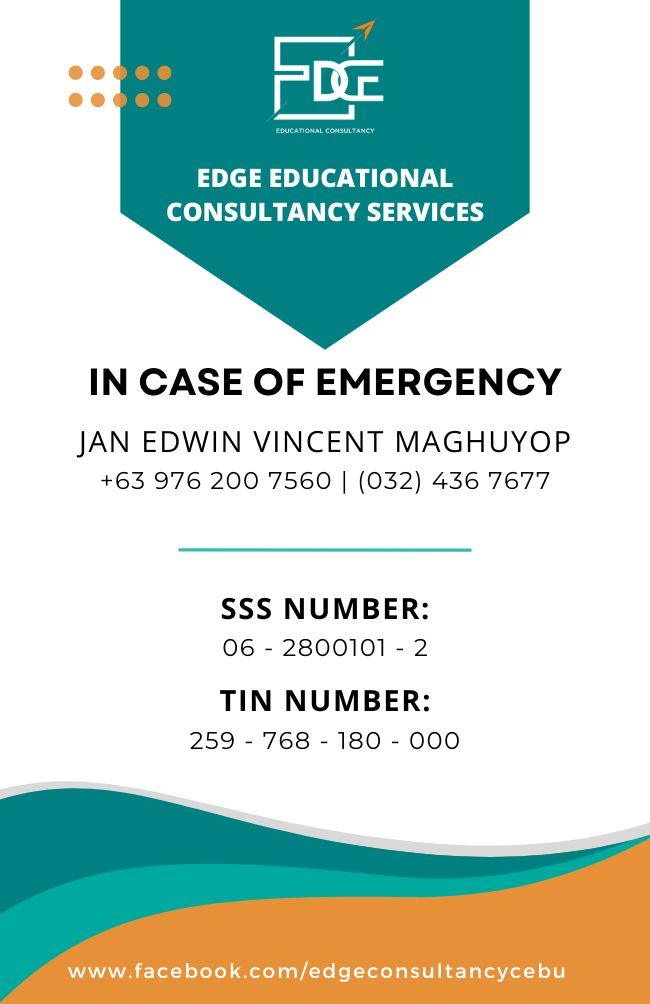 EDGE
EDUCATIONAL CONSULTANCY
EDGE EDUCATIONAL
CONSULTANCY SERVICES
IN CASE OF EMERGENCY
JAN EDWIN VINCENT MAGHUYOP
+63 976 200 7560 | (032) 436 7677
SSS NUMBER:
06 - 2800101 - 2
TIN NUMBER:
259 - 768 - 180 - 000
www.facebook.com/edgeconsultancycebu